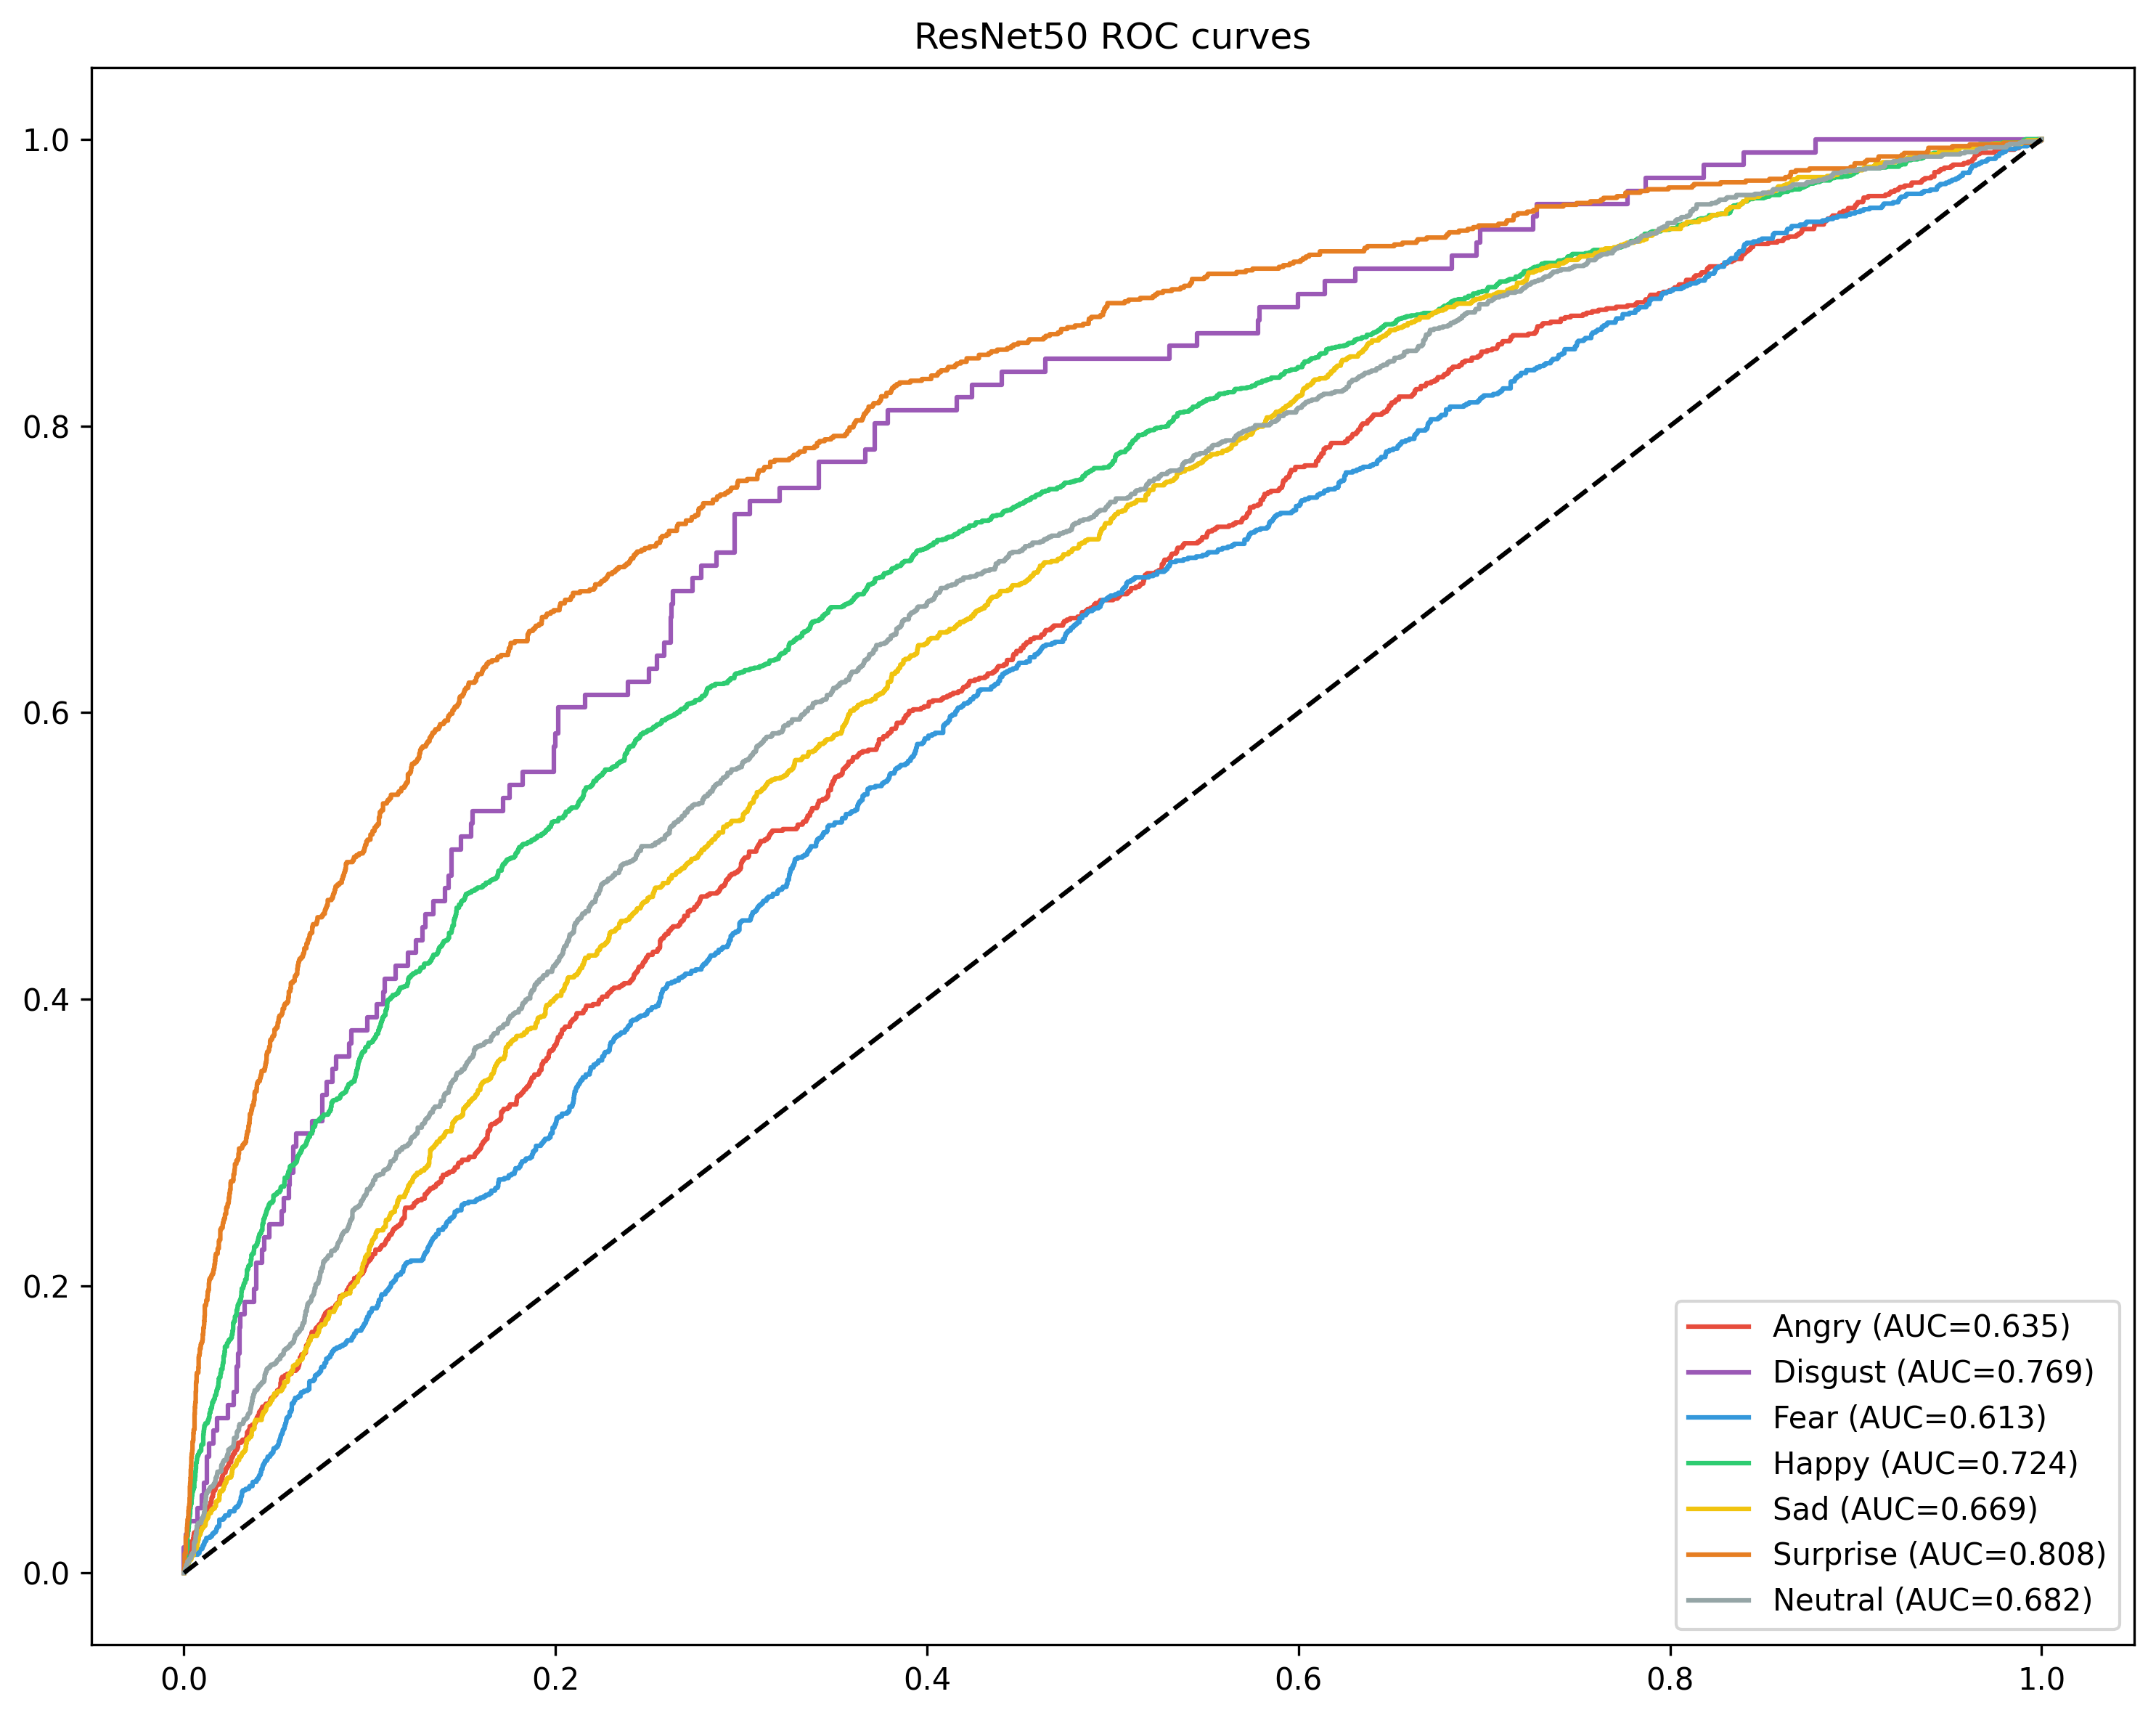 ResNet50 ROC curves
1.0
0.8
0.6
0.4
0.2
0.0
Angry (AUC=0.635)
Disgust (AUC=0.769)
Fear (AUC=0.613)
Happy (AUC=0.724)
Sad (AUC=0.669)
Surprise (AUC=0.808)
Neutral (AUC=0.682)
0.0 0.2 0.4 0.6 0.8 1.0